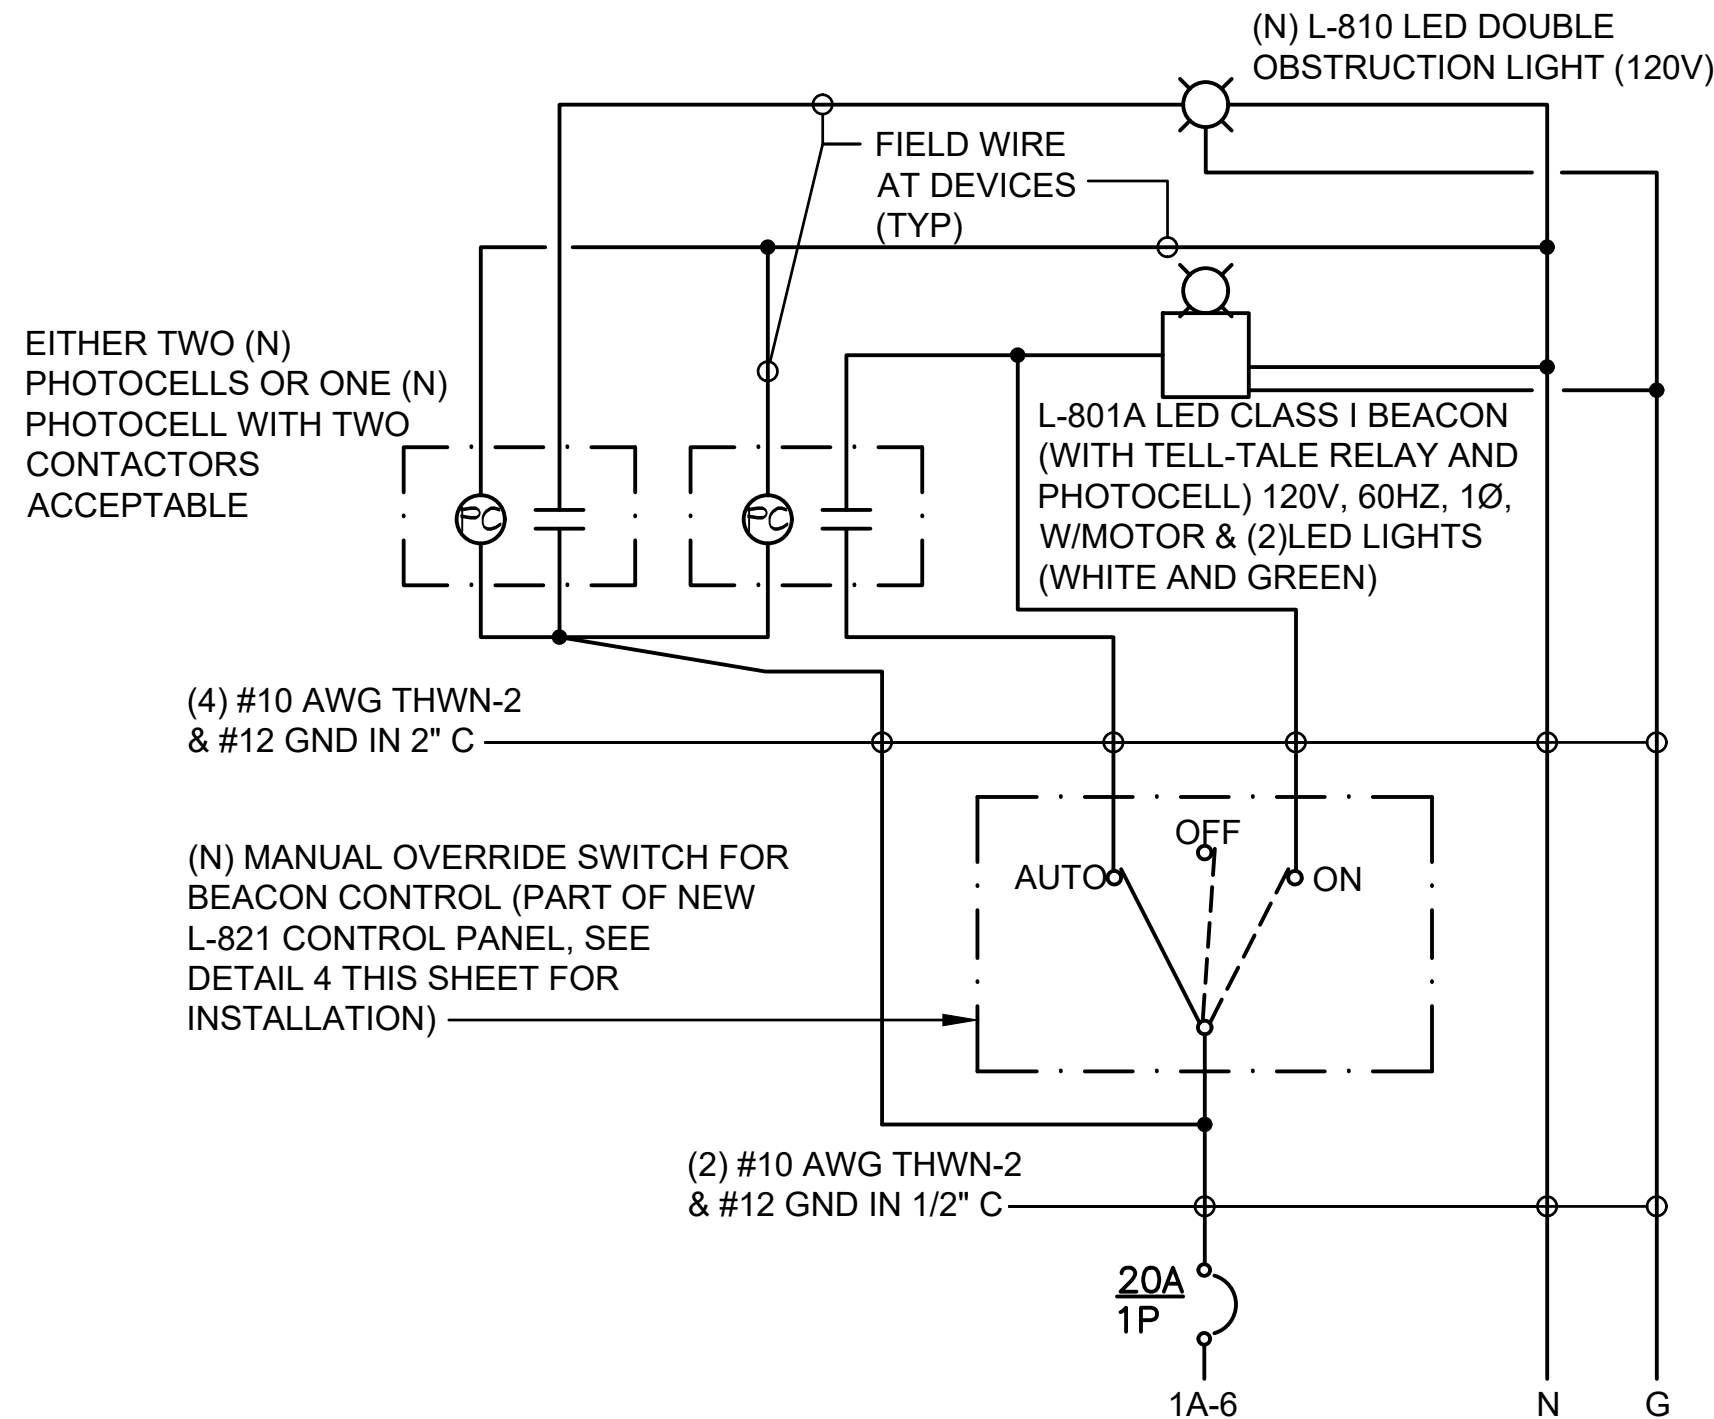 (N) L-810 LED DOUBLE
OBSTRUCTION LIGHT (120V)
FIELD WIRE
AT DEVICES
(TYP)
EITHER TWO (N)
PHOTOCELLS OR ONE (N)
PHOTOCELL WITH TWO
CONTACTORS
ACCEPTABLE
PC
PC
L-801A LED CLASS I BEACON
(WITH TELL-TALE RELAY AND
PHOTOCELL) 120V, 60HZ, 1Ø,
W/MOTOR & (2)LED LIGHTS
(WHITE AND GREEN)
(4) #10 AWG THWN-2
& #12 GND IN 2" C
(N) MANUAL OVERRIDE SWITCH FOR
BEACON CONTROL (PART OF NEW
L-821 CONTROL PANEL, SEE
DETAIL 4 THIS SHEET FOR
INSTALLATION)
OFF
AUTO
ON
(2) #10 AWG THWN-2
& #12 GND IN 1/2" C
20A
1P
1A-6
N
G